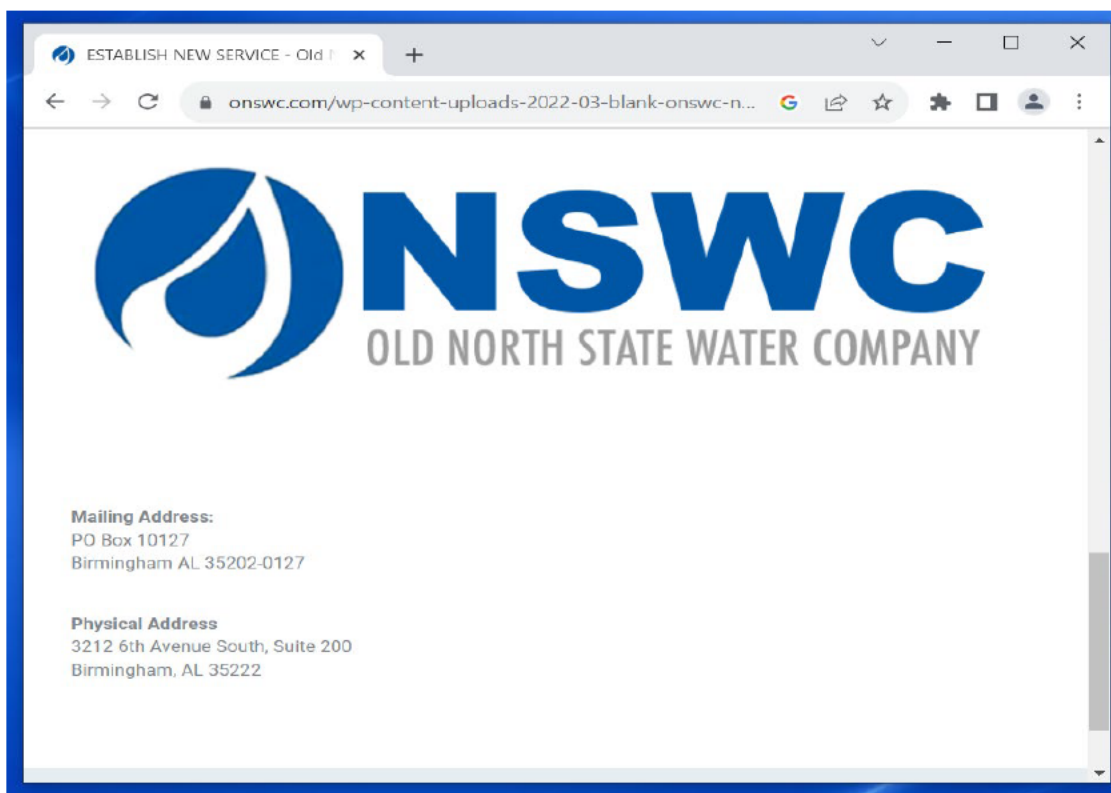 ESTABLISH NEW SERVICE - Old
onswc.com/wp-content-uploads-2022-03-blank-onswc-n...
NSWC
OLD NORTH STATE WATER COMPANY
Mailing Address:
PO Box 10127
Birmingham AL 35202-0127
Physical Address
3212 6th Avenue South, Suite 200
Birmingham, AL 35222